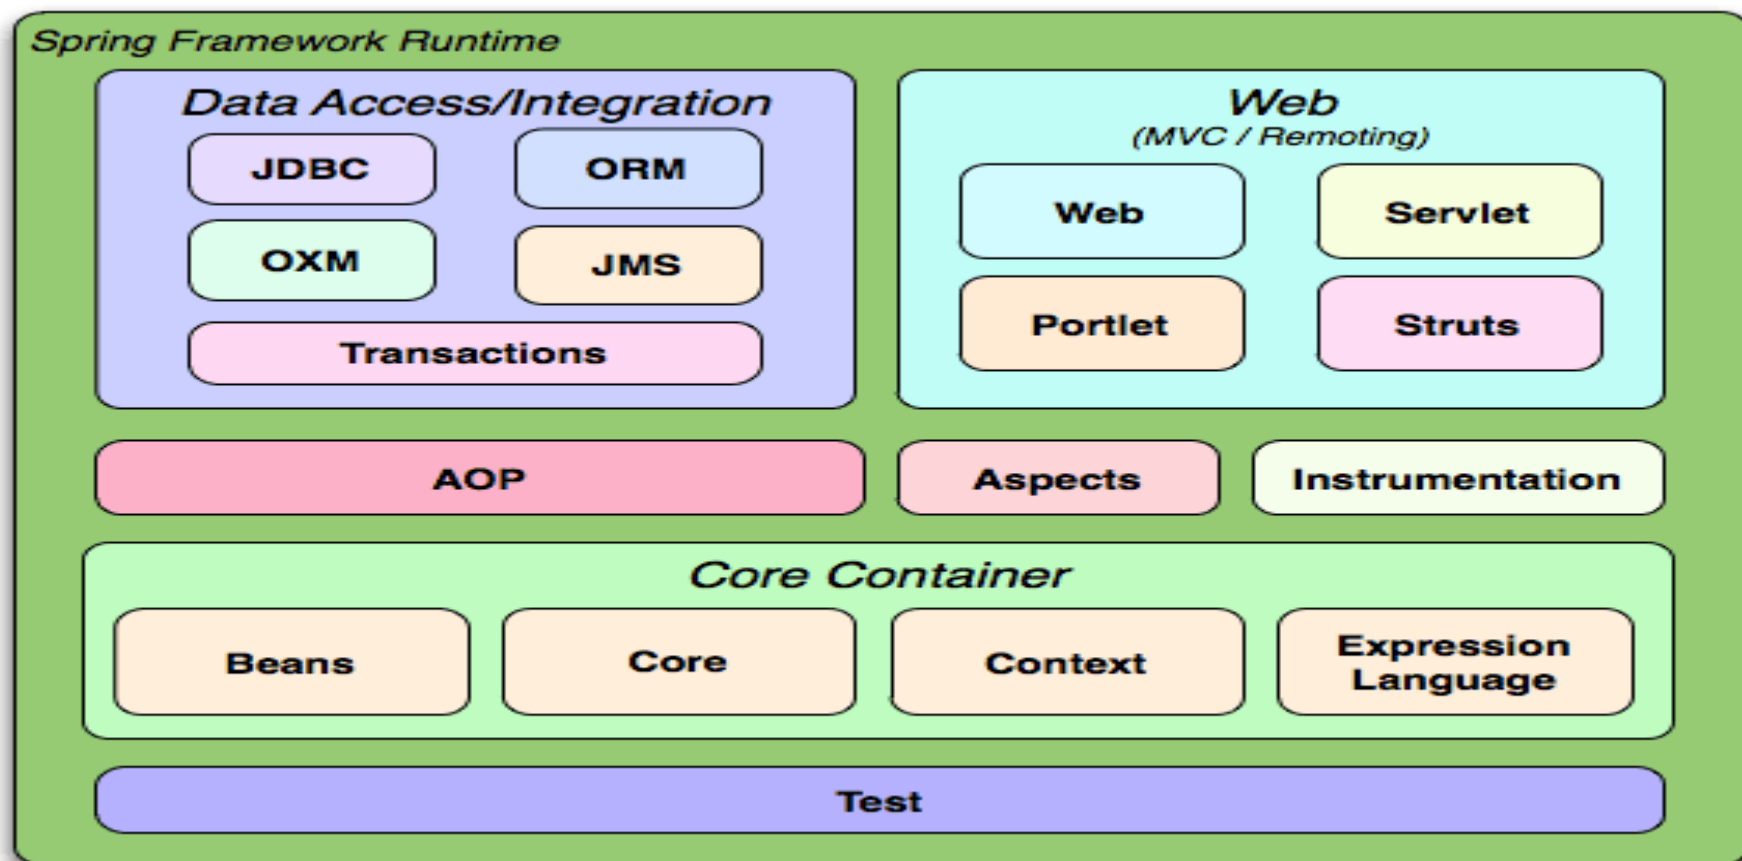 Spring Framework Runtime
Data Access/Integration
JDBC
ORM
OXM
JMS
Transactions
Web
(MVC / Remoting)
Web
Servlet
Portlet
Struts
AOP
Aspects
Instrumentation
Core Container
Beans
Core
Context
Expression
Language
Test